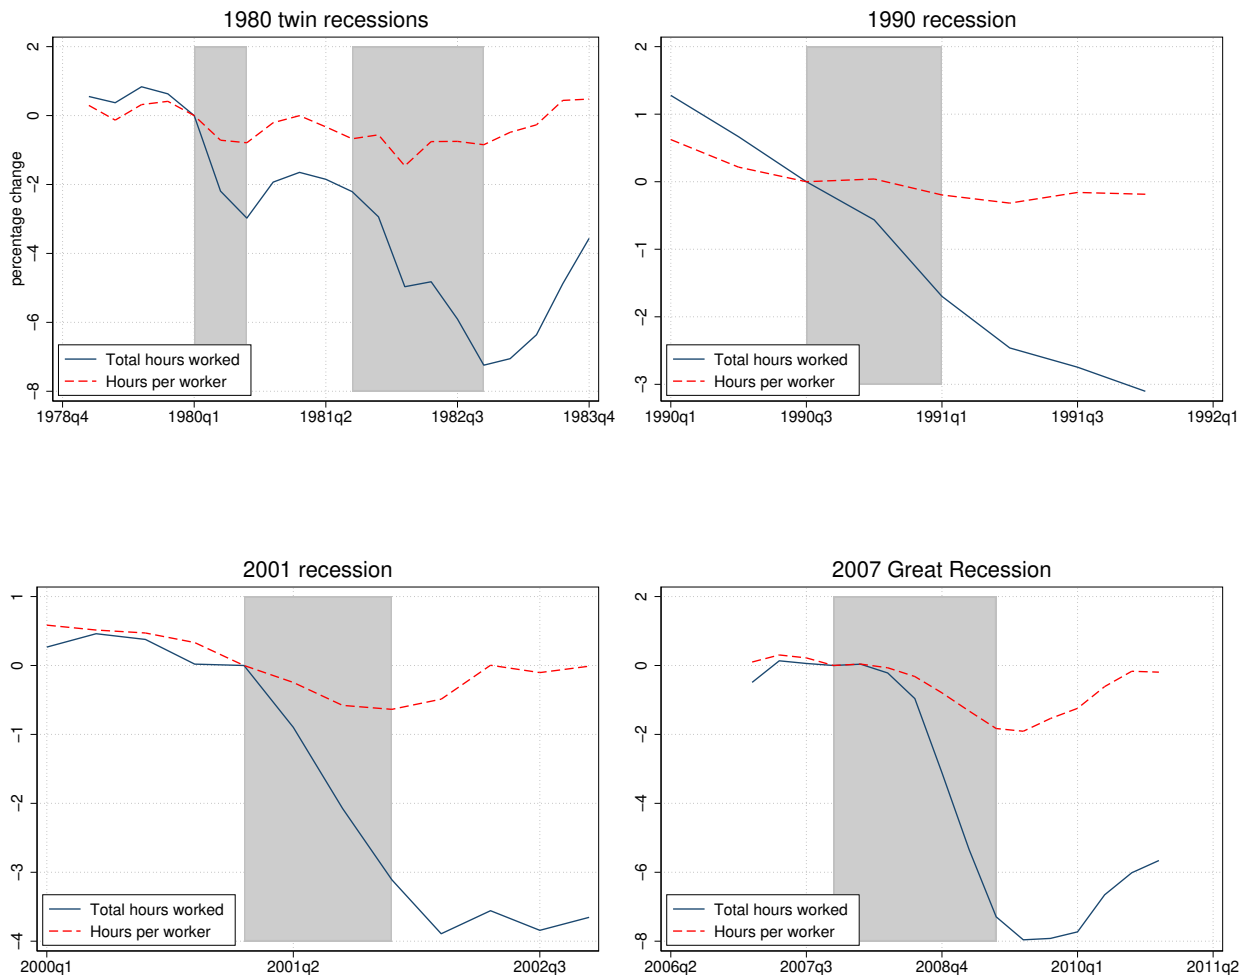 1980 twin recessions
percentage change
2
0
−2
−4
−6
−8
Total hours worked
Hours per worker
1978q4 1980q1 1981q2 1982q3 1983q4
1990 recession
2
1
0
−1
−2
−3
Total hours worked
Hours per worker
1990q1 1990q3 1991q1 1991q3 1992q1
2001 recession
1
0
−1
−2
−3
−4
Total hours worked
Hours per worker
2000q1 2001q2 2002q3
2007 Great Recession
2
0
−2
−4
−6
−8
Total hours worked
Hours per worker
2006q2 2007q3 2008q4 2010q1 2011q2